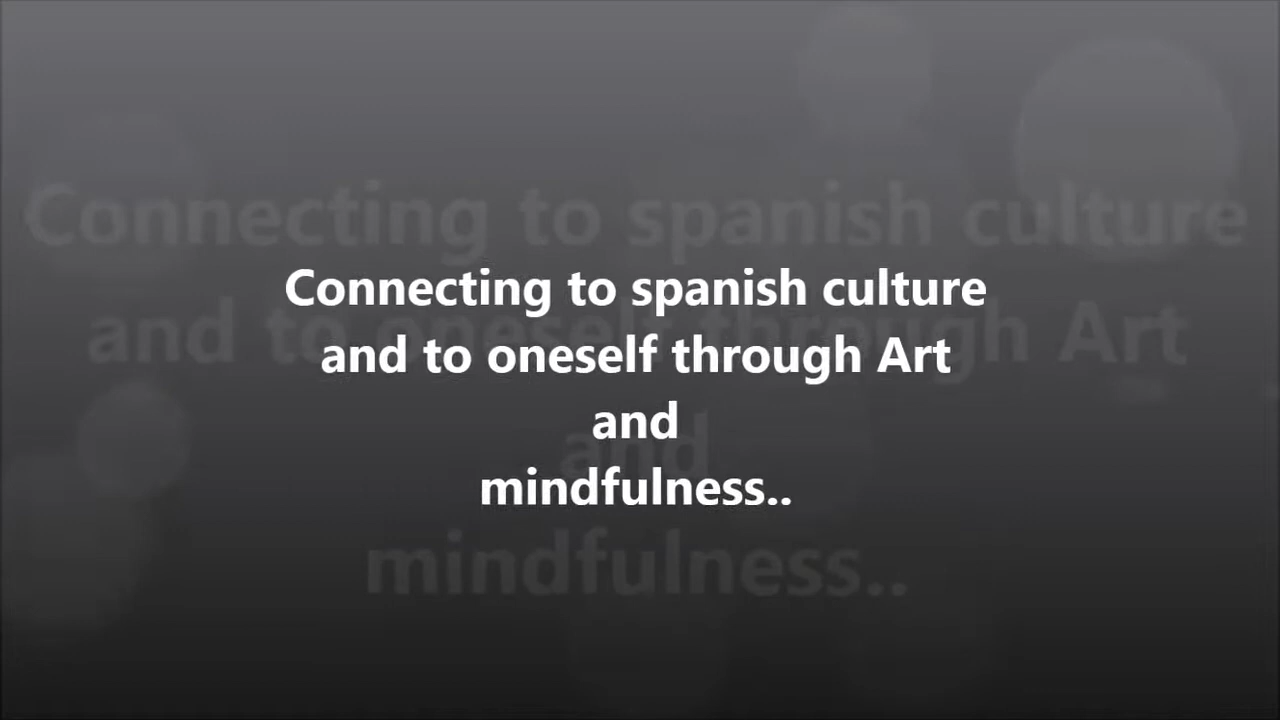 Connecting to spanish culture
and to oneself through Art
and
mindfulness..